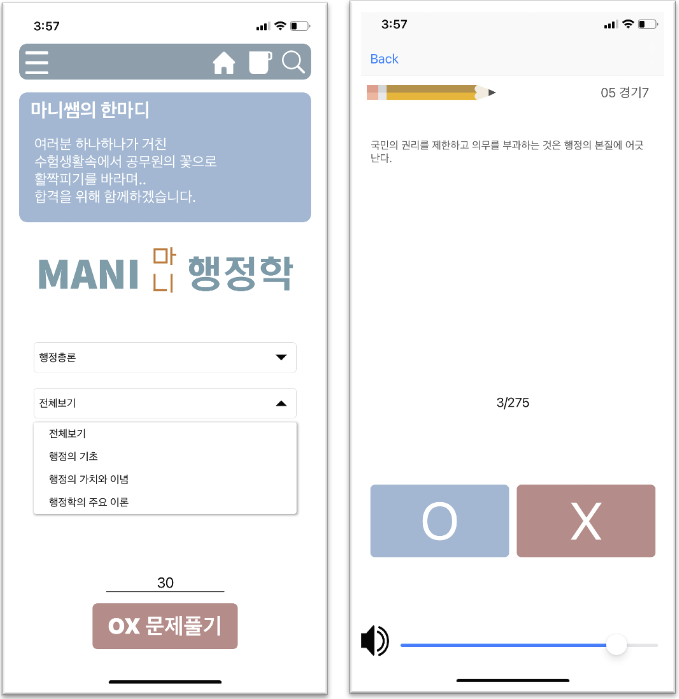 3:57
마니쌤의 한마디
여러분 하나하나가 거친
수험생활속에서 공무원의 꽃으로
활짝피기를 바라며..
합격을 위해 함께하겠습니다.
MANI 마니 행정학
행정총론
전체보기
전체보기
행정의 기초
행정의 가치와 이념
행정학의 주요 이론
30
OX 문제풀기
3:57
Back
05 경기7
국민의 권리를 제한하고 의무를 부과하는 것은 행정의 본질에 어긋
난다.
3/275
O X